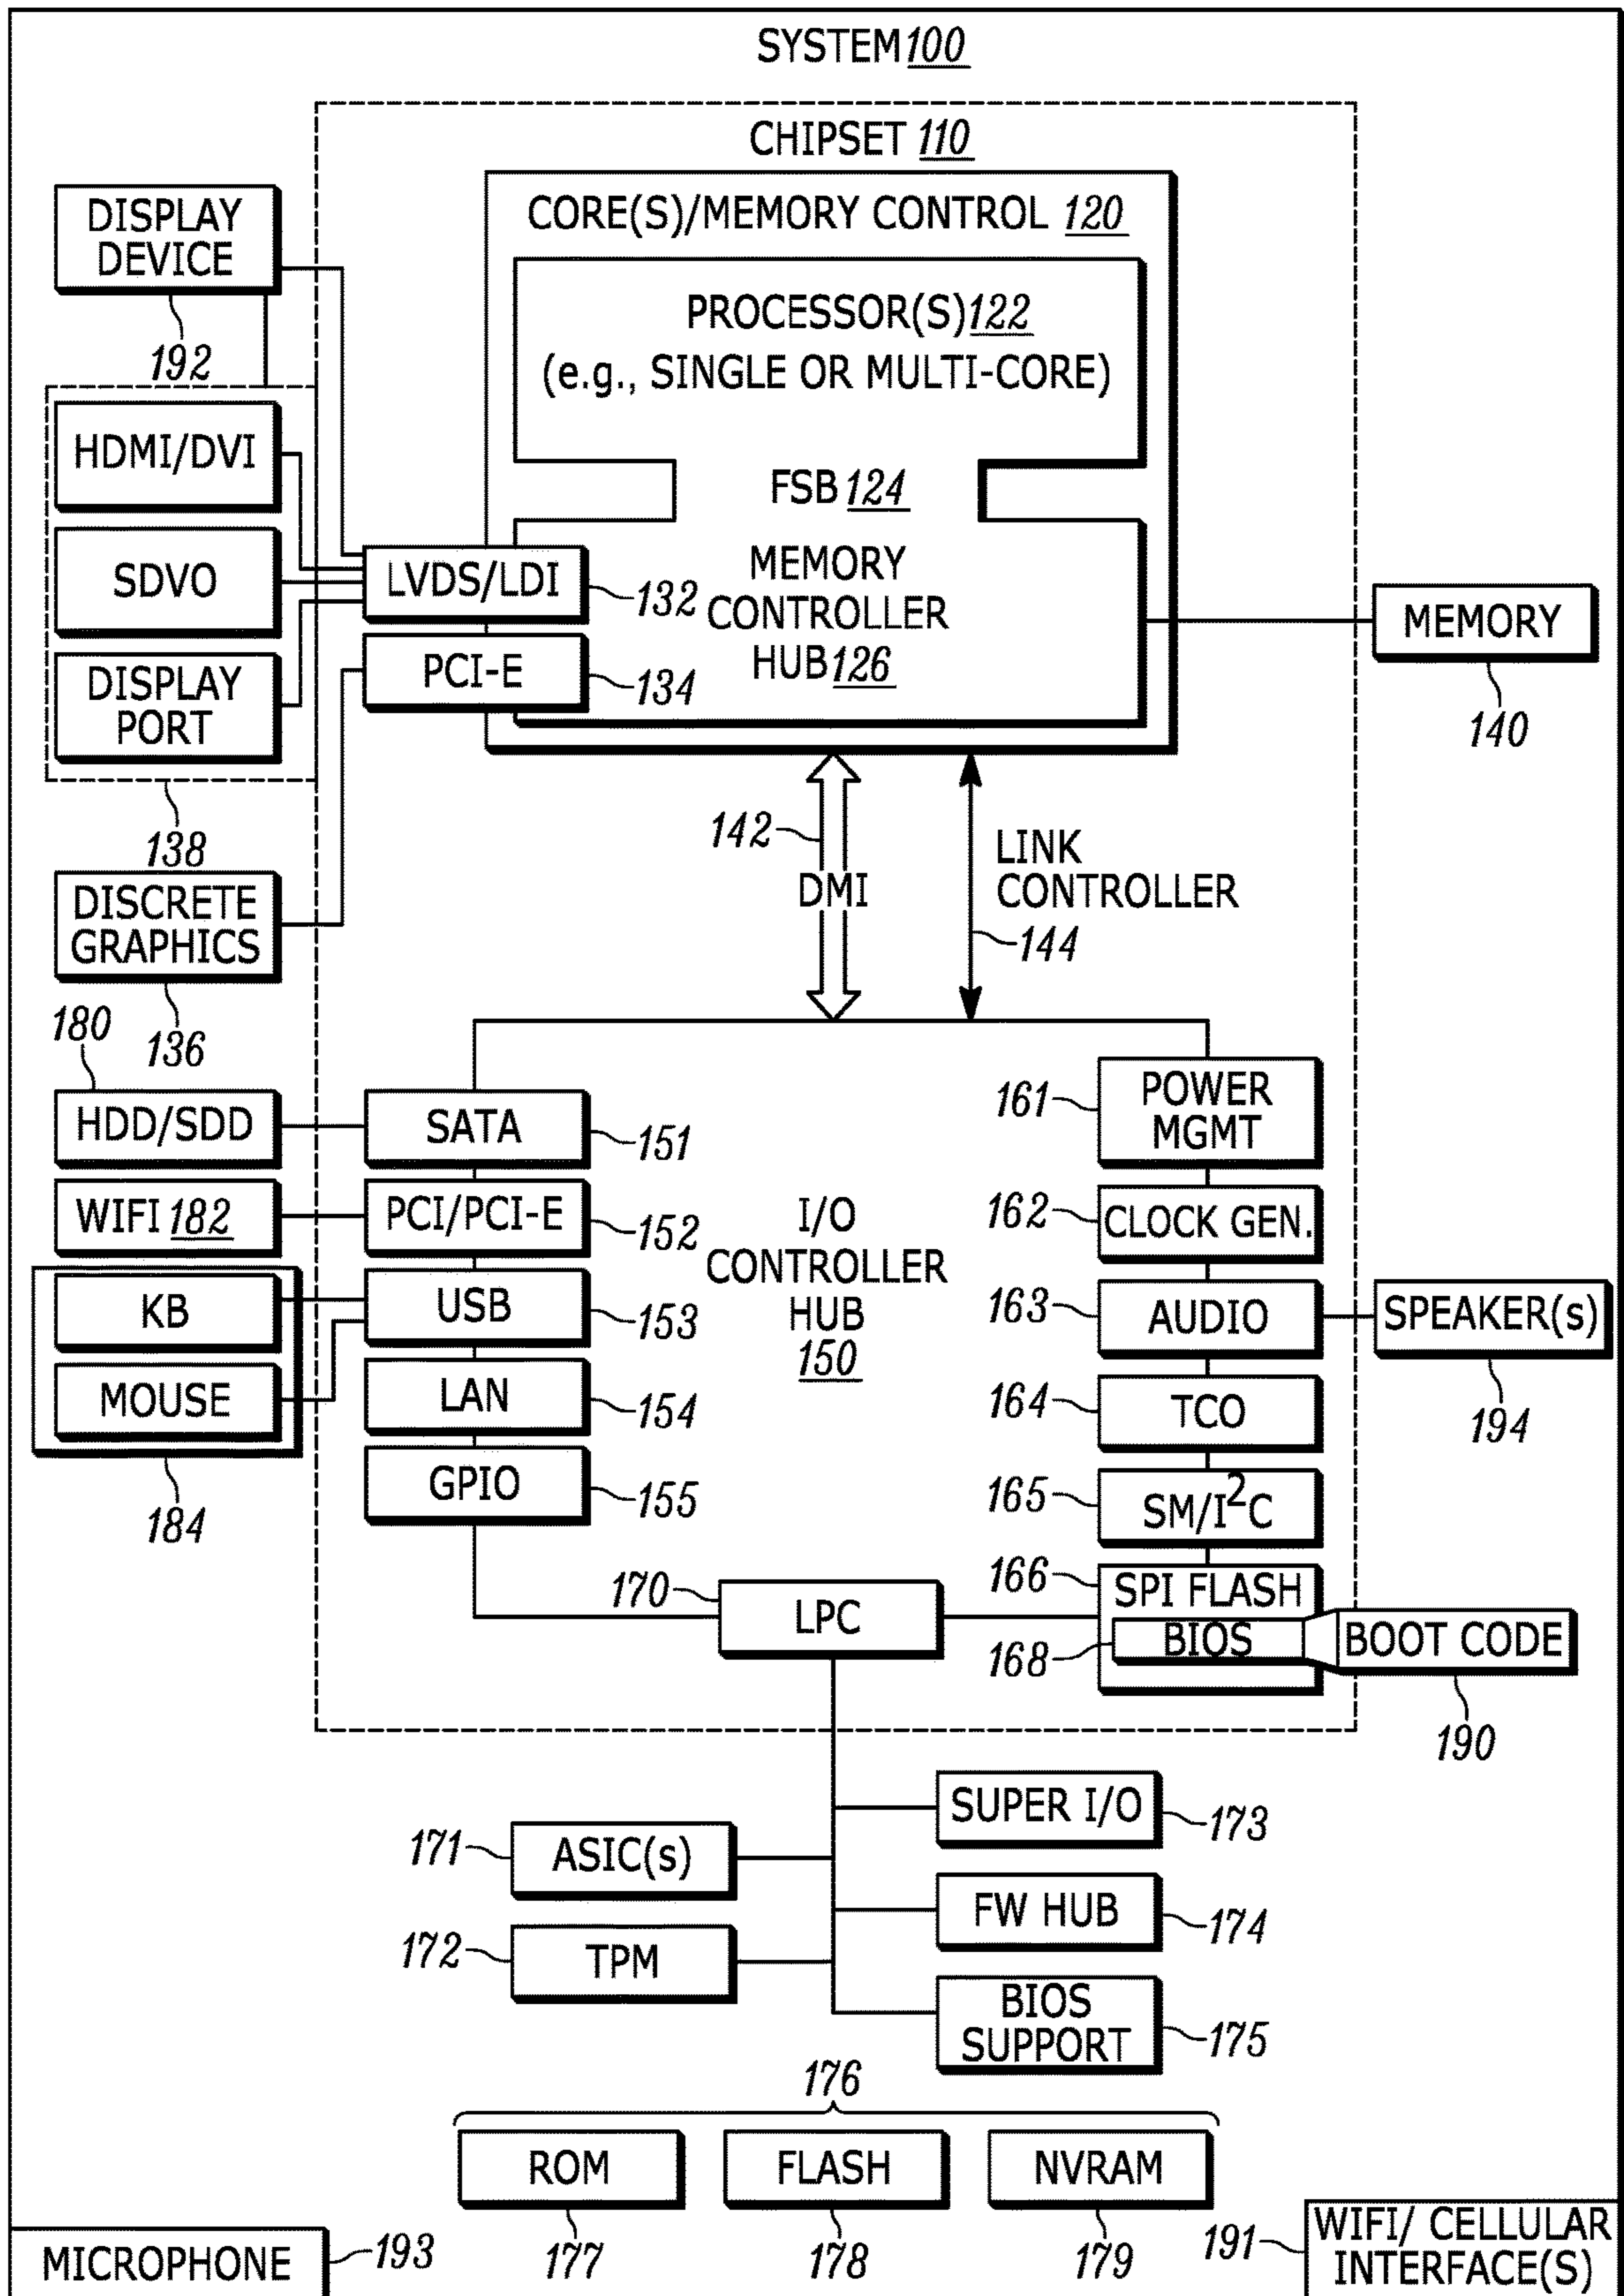 SYSTEM 100
CHIPSET 110
CORE(S)/MEMORY CONTROL 120
PROCESSOR(S) 122
(e.g., SINGLE OR MULTI-CORE)
FSB 124
MEMORY
CONTROLLER
HUB 126
DISPLAY
DEVICE
192
HDMI/DVI
SDVO
DISPLAY
PORT
138
LVDS/LDI
132
PCI-E
134
MEMORY
140
DISCRETE
GRAPHICS
136
142
DMI
LINK
CONTROLLER
144
180
HDD/SDD
WIFI 182
KB
MOUSE
184
SATA
151
PCI/PCI-E
152
USB
153
LAN
154
GPIO
155
I/O
CONTROLLER
HUB
150
161
POWER
MGMT
162
CLOCK GEN.
163
AUDIO
SPEAKER(s)
194
164
TCO
165
SM/I²C
166
SPI FLASH
168
BIOS
BOOT CODE
190
170
LPC
171
ASIC(s)
172
TPM
SUPER I/O
173
FW HUB
174
BIOS
SUPPORT
175
176
ROM
177
FLASH
178
NVRAM
179
MICROPHONE
193
191
WIFI/ CELLULAR
INTERFACE(S)